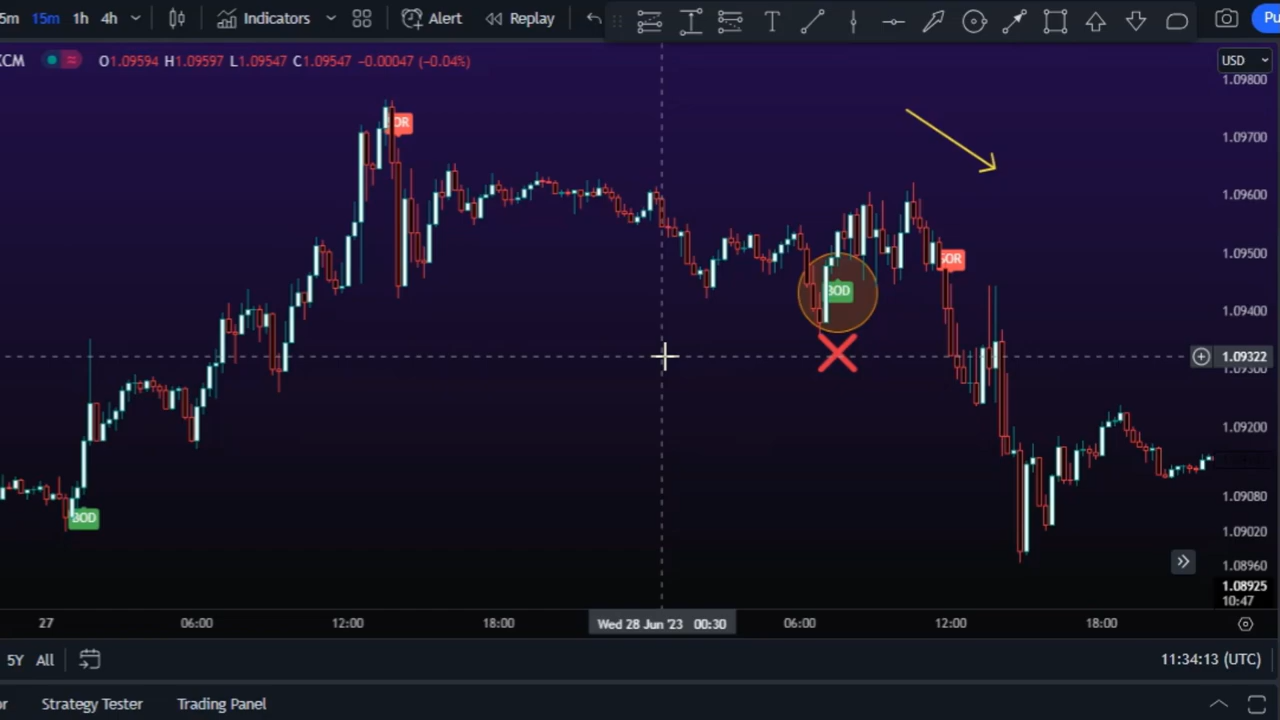 5m 15m 1h 4h Indicators Alert Replay T
XCM O1.09594 H1.09597 L1.09547 C1.09547 −0.00047 (−0.04%) USD
1.09800
1.09700
1.09600
1.09500
1.09400
1.09322
1.09300
1.09200
1.09080
1.09020
1.08960
1.08925
10:47
BOD
BOD
27 06:00 12:00 18:00 Wed 28 Jun '23 00:30 06:00 12:00 18:00
5Y All 11:34:13 (UTC)
Strategy Tester Trading Panel